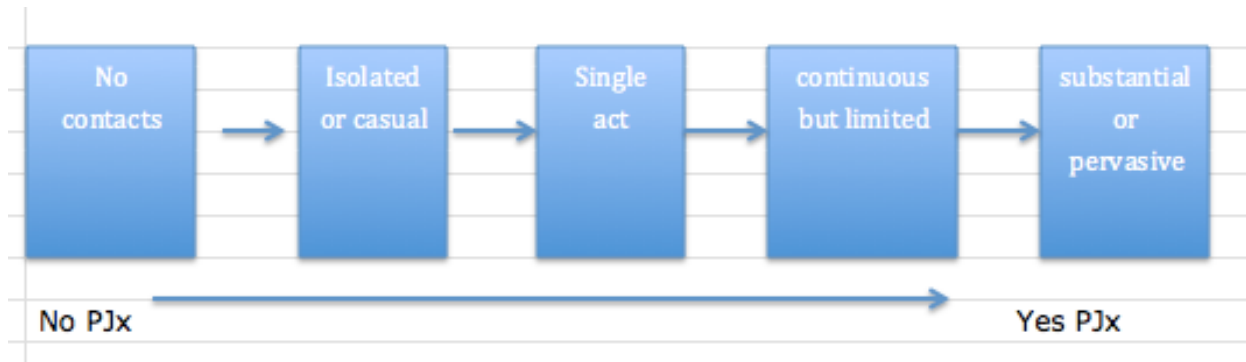 No
contacts
Isolated
or casual
Single
act
continuous
but limited
substantial
or
pervasive
No PJx
Yes PJx